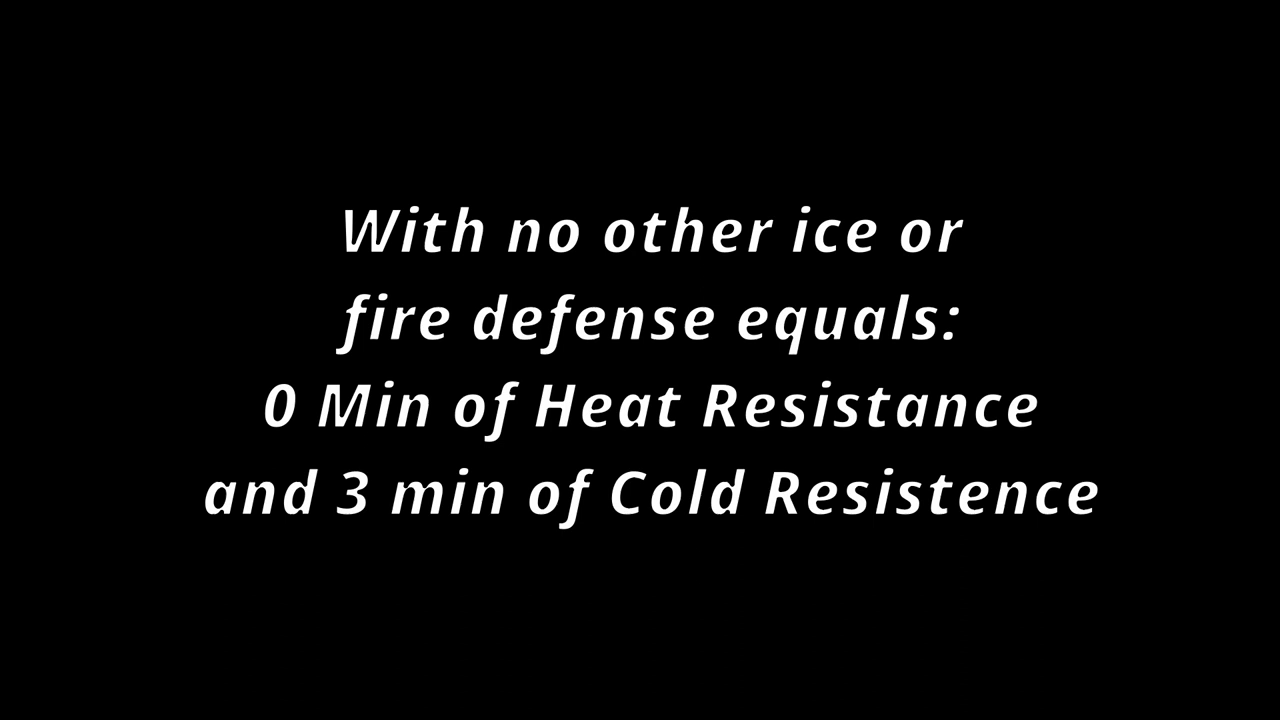 With no other ice or
fire defense equals:
0 Min of Heat Resistance
and 3 min of Cold Resistence